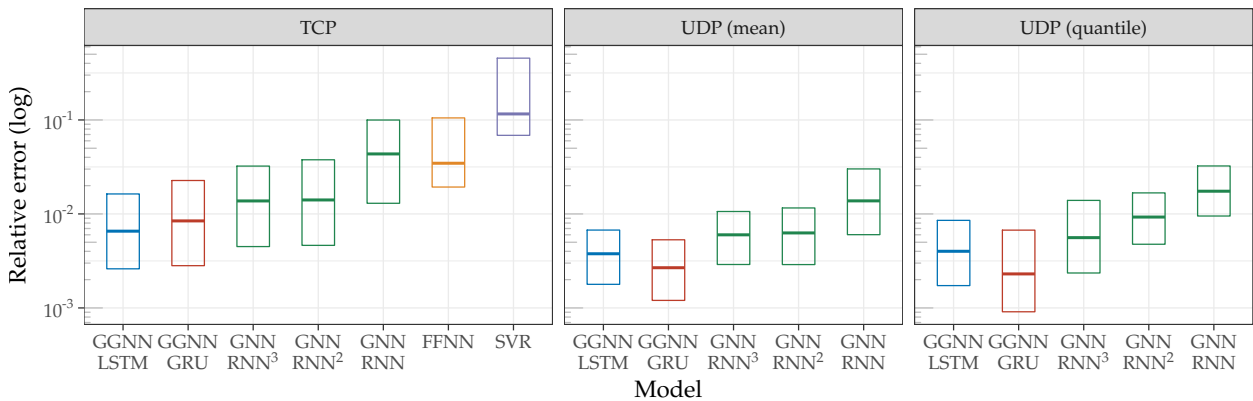 TCP
UDP (mean)
UDP (quantile)
Relative error (log)
10⁻¹
10⁻²
10⁻³
GGNN GGNN GNN GNN GNN FFNN SVR
LSTM GRU RNN³ RNN² RNN
GGNN GGNN GNN GNN GNN
LSTM GRU RNN³ RNN² RNN
GGNN GGNN GNN GNN GNN
LSTM GRU RNN³ RNN² RNN
Model